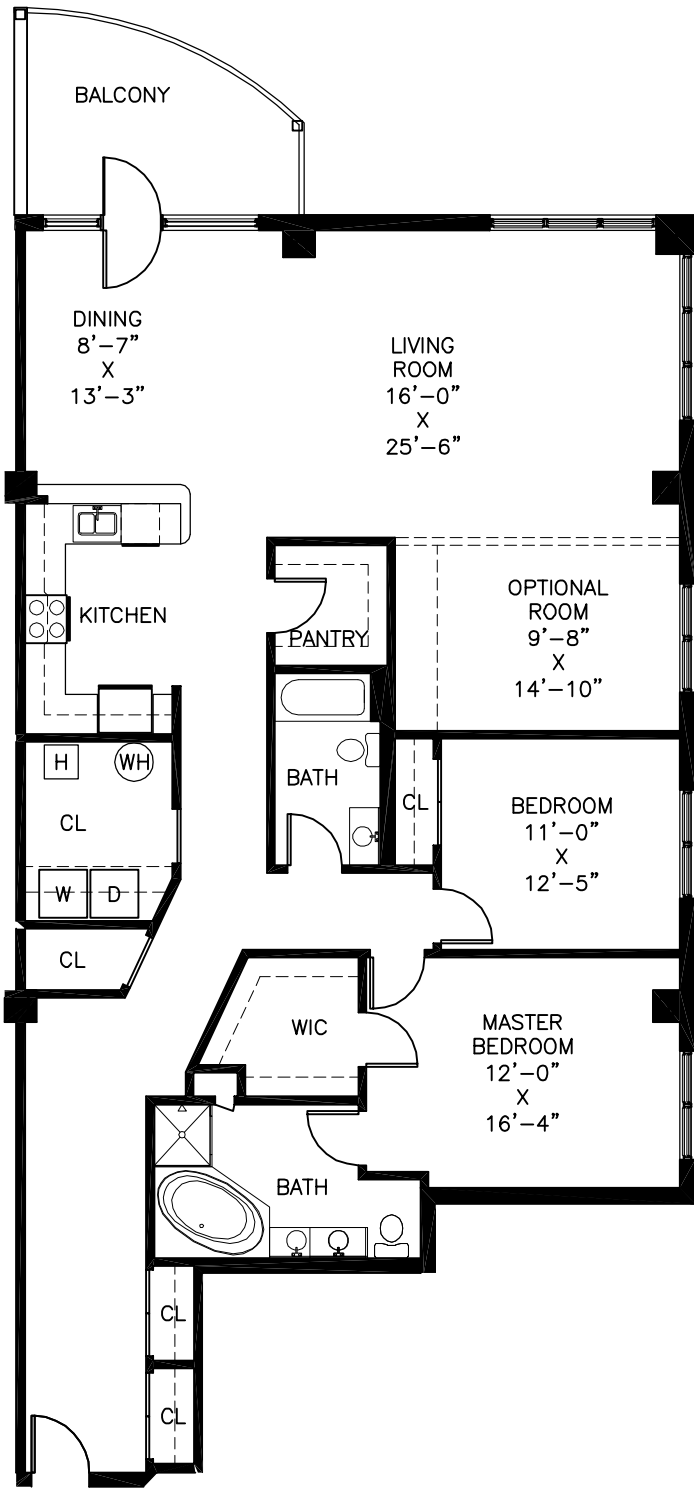 BALCONY
DINING
8'-7"
X
13'-3"
LIVING
ROOM
16'-0"
X
25'-6"
KITCHEN
PANTRY
OPTIONAL
ROOM
9'-8"
X
14'-10"
H
WH
CL
W
D
BATH
CL
BEDROOM
11'-0"
X
12'-5"
CL
WIC
MASTER
BEDROOM
12'-0"
X
16'-4"
BATH
CL
CL